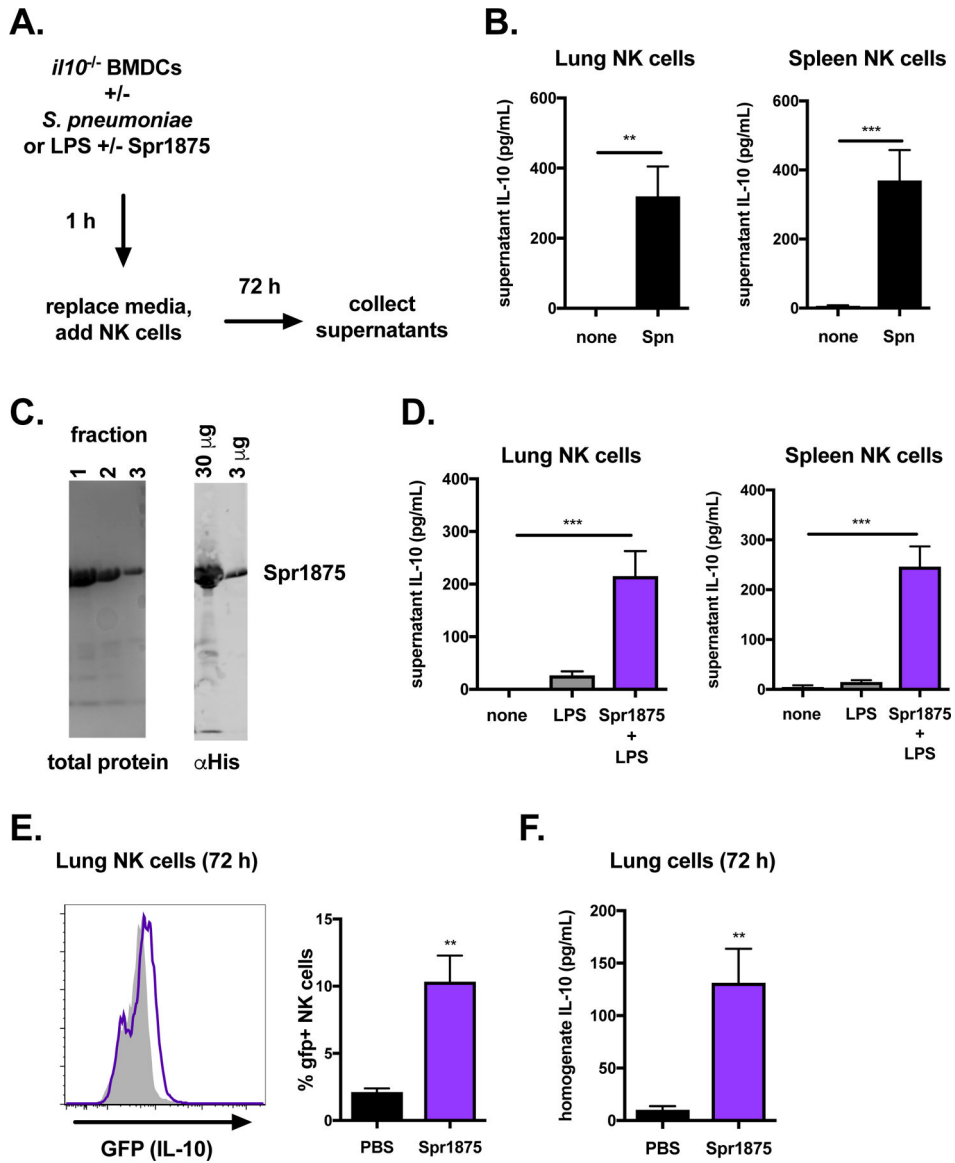 A.
il10-/- BMDCs
+/-
S. pneumoniae
or LPS +/- Spr1875
1 h
replace media,
add NK cells
72 h
collect
supernatants
B.
Lung NK cells
supernatant IL-10 (pg/mL)
600
400
200
0
**
none
Spn
Spleen NK cells
supernatant IL-10 (pg/mL)
600
400
200
0
***
none
Spn
C.
fraction
1
2
3
30 μg
3 μg
Spr1875
total protein
αHis
D.
Lung NK cells
supernatant IL-10 (pg/mL)
400
300
200
100
0
***
none
LPS
Spr1875
+
LPS
Spleen NK cells
supernatant IL-10 (pg/mL)
400
300
200
100
0
***
none
LPS
Spr1875
+
LPS
E.
Lung NK cells (72 h)
GFP (IL-10)
% gfp+ NK cells
15
10
5
0
**
PBS
Spr1875
F.
Lung cells (72 h)
homogenate IL-10 (pg/mL)
200
150
100
50
0
**
PBS
Spr1875